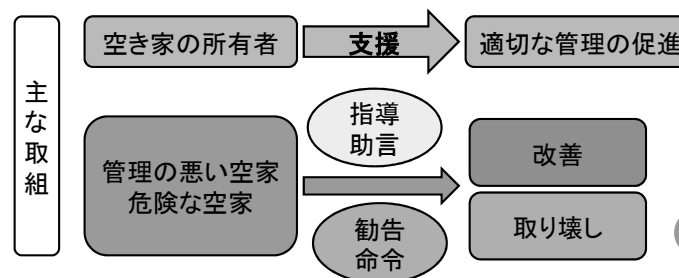 主な取組
空き家の所有者
支援
適切な管理の促進
管理の悪い空家
危険な空家
指導
助言
勧告
命令
改善
取り壊し